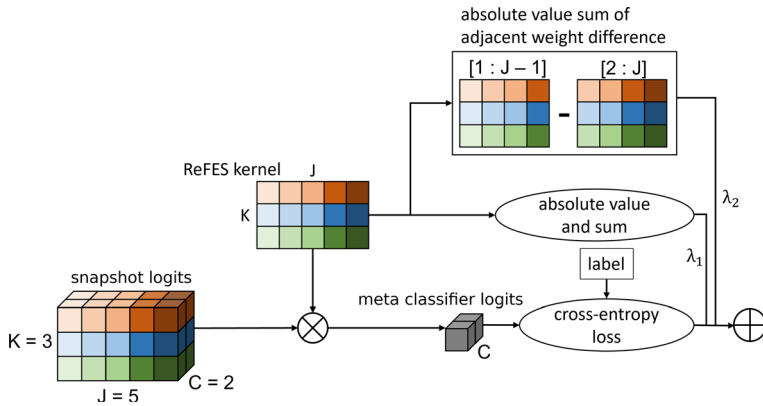 absolute value sum of
adjacent weight difference
[1 : J – 1]
[2 : J]
-
ReFES kernel
J
K
absolute value
and sum
λ2
λ1
label
snapshot logits
meta classifier logits
cross-entropy
loss
K = 3
C
C = 2
J = 5